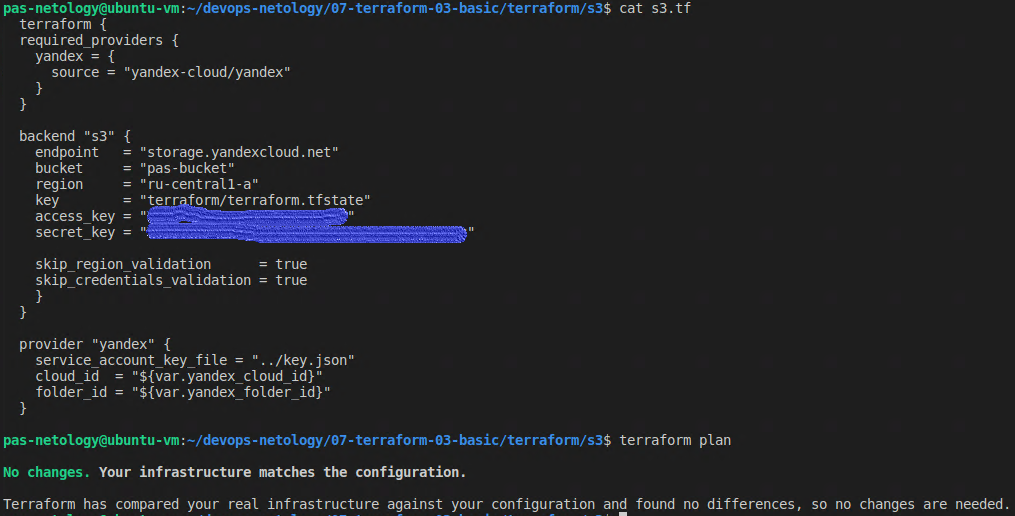 pas-netology@ubuntu-vm:~/devops-netology/07-terraform-03-basic/terraform/s3$ cat s3.tf
terraform {
required_providers {
yandex = {
source = "yandex-cloud/yandex"
}
}
backend "s3" {
endpoint = "storage.yandexcloud.net"
bucket = "pas-bucket"
region = "ru-central1-a"
key = "terraform/terraform.tfstate"
access_key = " "
secret_key = " "
skip_region_validation = true
skip_credentials_validation = true
}
}
provider "yandex" {
service_account_key_file = "../key.json"
cloud_id = "${var.yandex_cloud_id}"
folder_id = "${var.yandex_folder_id}"
}
pas-netology@ubuntu-vm:~/devops-netology/07-terraform-03-basic/terraform/s3$ terraform plan
No changes. Your infrastructure matches the configuration.
Terraform has compared your real infrastructure against your configuration and found no differences, so no changes are needed.